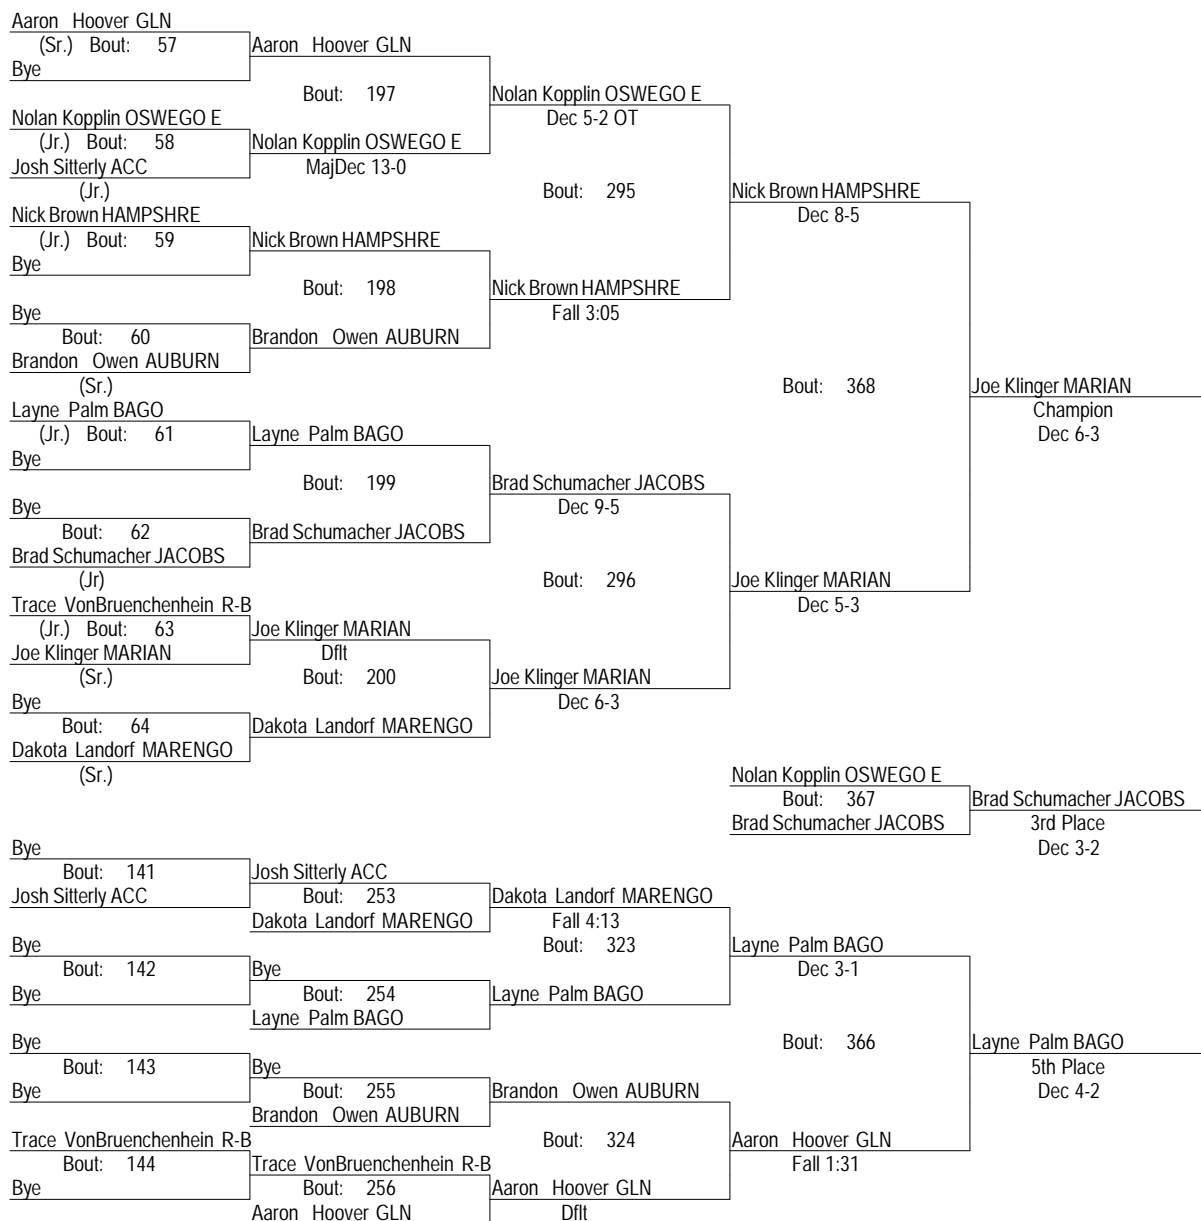 Aaron Hoover GLN
(Sr.) Bout: 57 Aaron Hoover GLN
Bye
Bout: 197 Nolan Kopplin OSWEGO E
Nolan Kopplin OSWEGO E Dec 5-2 OT
(Jr.) Bout: 58 Nolan Kopplin OSWEGO E
Josh Sitterly ACC MajDec 13-0
(Jr.) Bout: 295 Nick Brown HAMPSHRE
Nick Brown HAMPSHRE Dec 8-5
(Jr.) Bout: 59 Nick Brown HAMPSHRE
Bye
Bout: 198 Nick Brown HAMPSHRE
Bye Fall 3:05
Bout: 60 Brandon Owen AUBURN
Brandon Owen AUBURN
(Sr.) Bout: 368 Joe Klinger MARIAN
Layne Palm BAGO Champion
(Jr.) Bout: 61 Layne Palm BAGO Dec 6-3
Bye
Bout: 199 Brad Schumacher JACOBS
Bye Dec 9-5
Bout: 62 Brad Schumacher JACOBS
Brad Schumacher JACOBS
(Jr) Bout: 296 Joe Klinger MARIAN
Trace VonBruenchenhein R-B Dec 5-3
(Jr.) Bout: 63 Joe Klinger MARIAN
Joe Klinger MARIAN Dflt
(Sr.) Bout: 200 Joe Klinger MARIAN
Bye Dec 6-3
Bout: 64 Dakota Landorf MARENGO
Dakota Landorf MARENGO
(Sr.) Nolan Kopplin OSWEGO E
Bout: 367 Brad Schumacher JACOBS
Brad Schumacher JACOBS 3rd Place
Bye Dec 3-2
Bout: 141 Josh Sitterly ACC
Josh Sitterly ACC Bout: 253 Dakota Landorf MARENGO
Dakota Landorf MARENGO Fall 4:13
Bye Bout: 323 Layne Palm BAGO
Bout: 142 Bye Dec 3-1
Bye Bout: 254 Layne Palm BAGO
Layne Palm BAGO
Bye Bout: 366 Layne Palm BAGO
Bout: 143 Bye 5th Place
Bye Bout: 255 Brandon Owen AUBURN Dec 4-2
Brandon Owen AUBURN
Trace VonBruenchenhein R-B Bout: 324 Aaron Hoover GLN
Bout: 144 Trace VonBruenchenhein R-B Fall 1:31
Bye Bout: 256 Aaron Hoover GLN
Aaron Hoover GLN Dflt